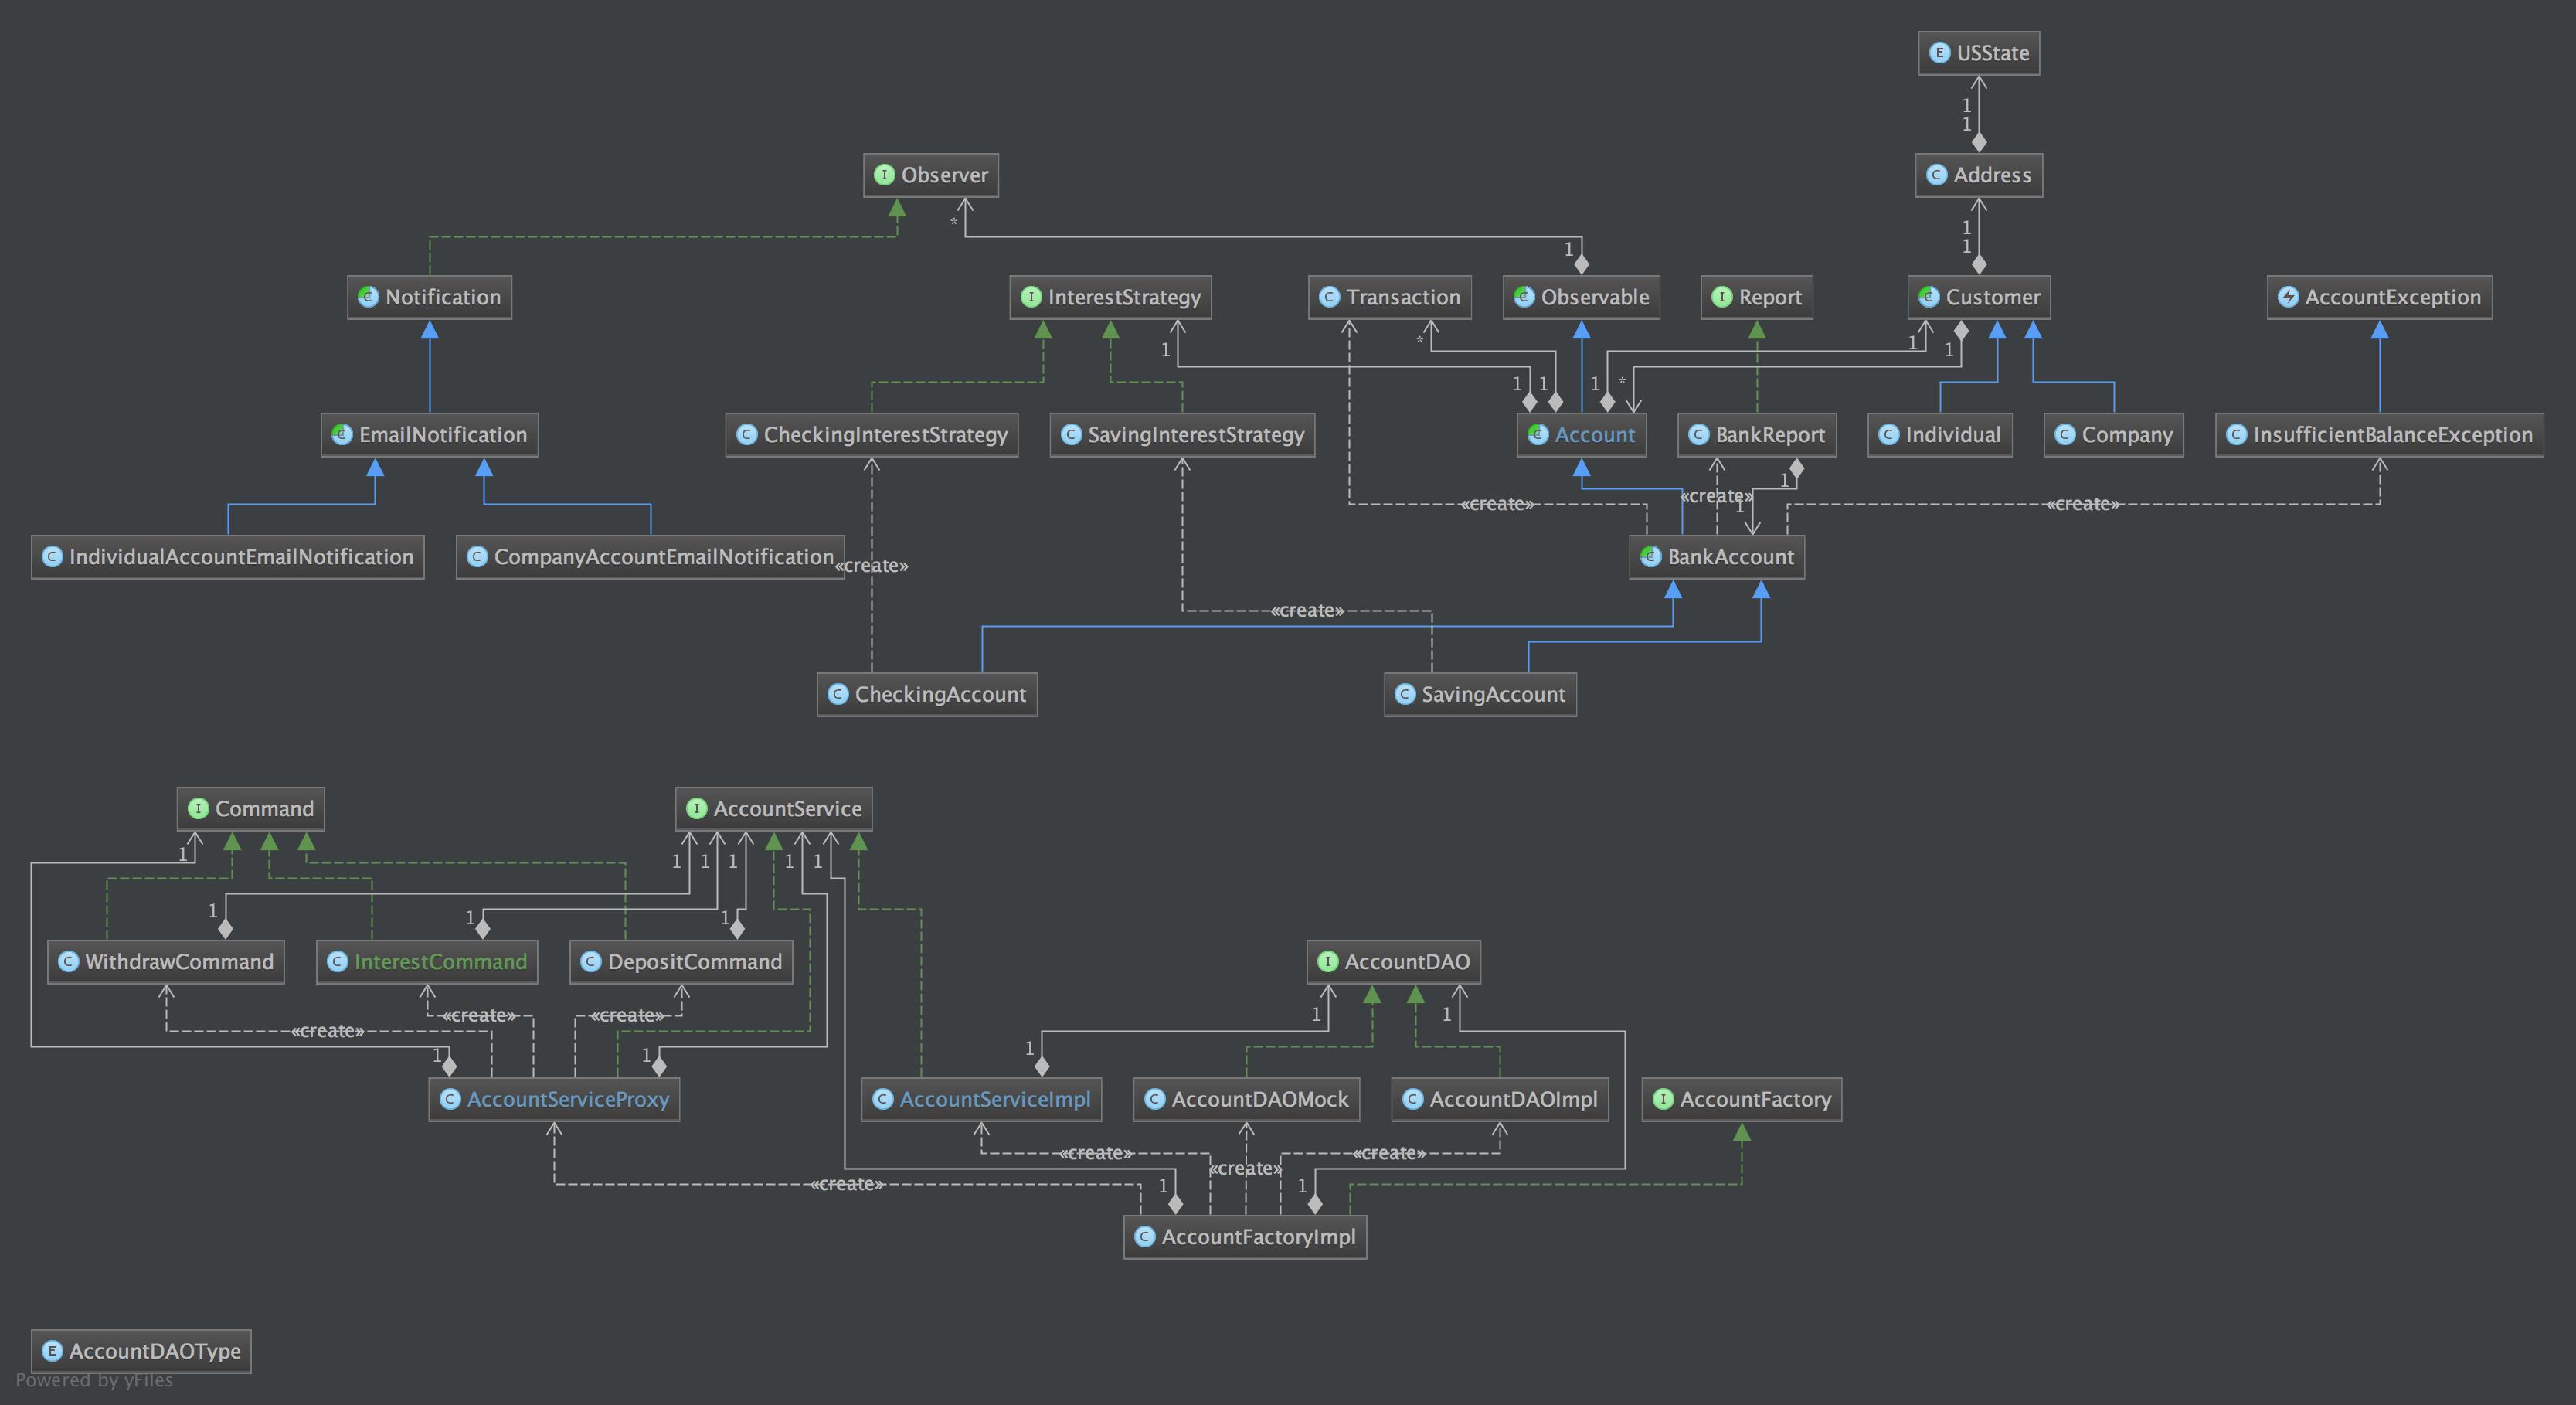 E USState
1
1
I Observer
C Address
*
1
1
1
C Notification
I InterestStrategy
C Transaction
C Observable
I Report
C Customer
AccountException
1
*
1
1
1
1
1
*
C EmailNotification
C CheckingInterestStrategy
C SavingInterestStrategy
C Account
C BankReport
C Individual
C Company
C InsufficientBalanceException
1
«create»
«create»
1
«create»
C IndividualAccountEmailNotification
C CompanyAccountEmailNotification
«create»
C BankAccount
«create»
C CheckingAccount
C SavingAccount
I Command
I AccountService
1
1
1
1
1
1
1
1
1
C WithdrawCommand
C InterestCommand
C DepositCommand
I AccountDAO
«create»
«create»
«create»
1
1
1
1
1
C AccountServiceProxy
C AccountServiceImpl
C AccountDAOMock
C AccountDAOImpl
I AccountFactory
«create»
«create»
«create»
«create»
1
1
C AccountFactoryImpl
E AccountDAOType
Powered by yFiles